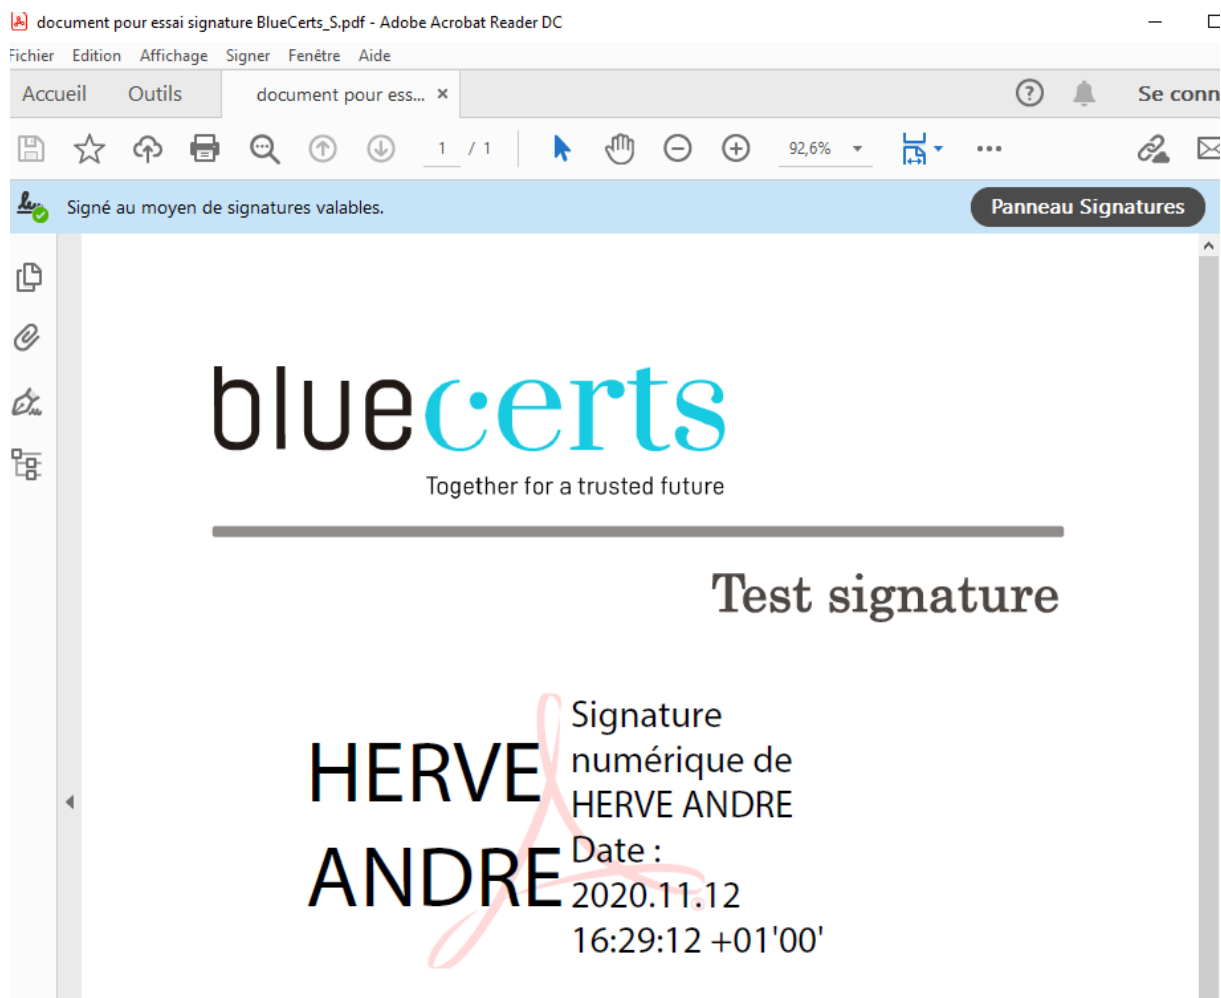 document pour essai signature BlueCerts_S.pdf - Adobe Acrobat Reader DC
Fichier Edition Affichage Signer Fenêtre Aide
Accueil Outils document pour ess... × ? Se conn
1 / 1 92,6%
Signé au moyen de signatures valables. Panneau Signatures
bluecerts
Together for a trusted future
Test signature
HERVE
ANDRE
Signature
numérique de
HERVE ANDRE
Date :
2020.11.12
16:29:12 +01'00'